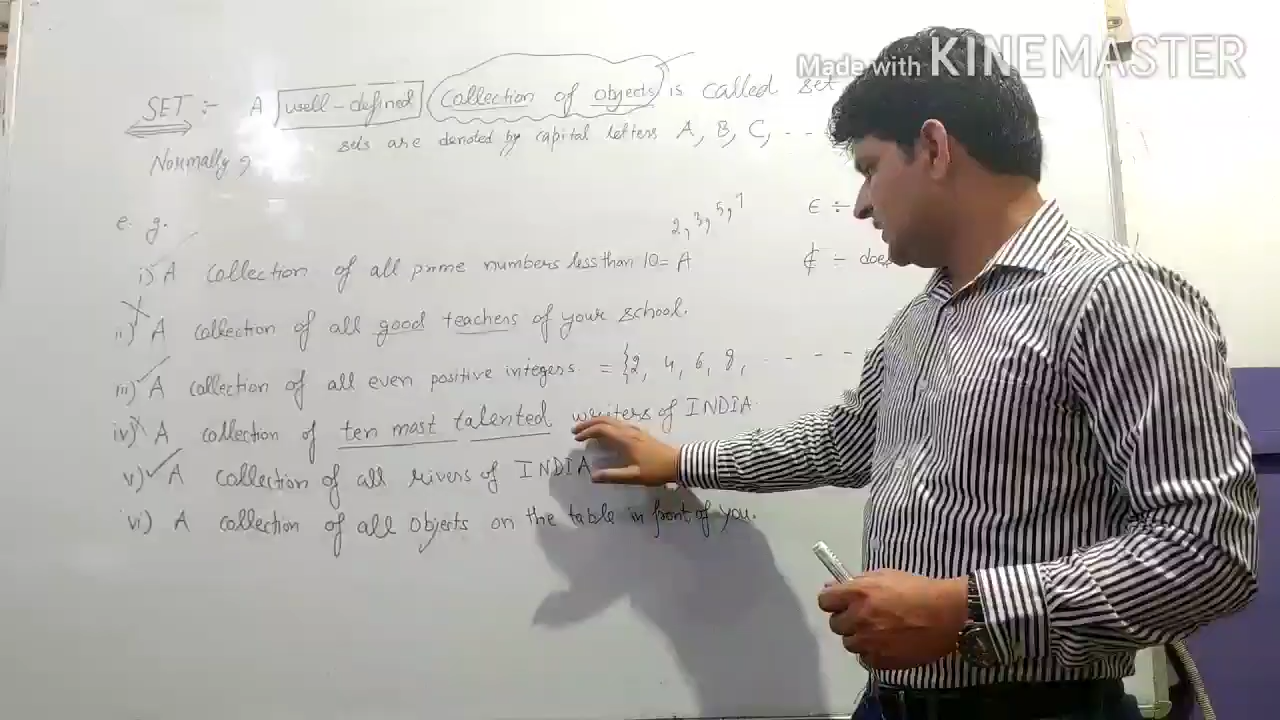 Made with KINEMASTER
SET :- A well-defined collection of objects is called set
Normally, sets are denoted by capital letters A, B, C, ---
e.g.
2, 3, 5, 7
i) A collection of all prime numbers less than 10 = A
ii) A collection of all good teachers of your school.
iii) A collection of all even positive integers = {2, 4, 6, 8, - - - -
iv) A collection of ten most talented writers of INDIA
v) A collection of all rivers of INDIA
vi) A collection of all objects on the table in front of you.
∈ ÷
∉ ÷ does